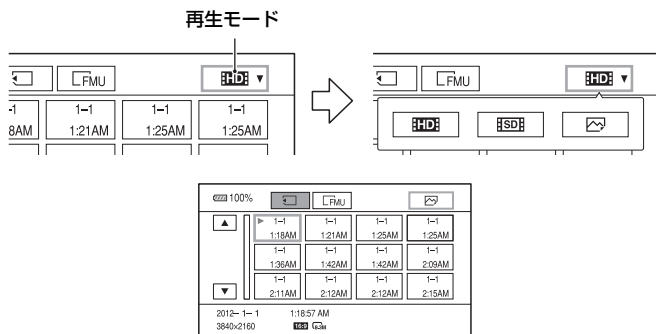 再生モード
FMU HD ▼
1–1 1–1 1–1 1–1
8AM 1:21AM 1:25AM 1:25AM
FMU HD ▼
HD SD
100% FMU
▲ 1–1 1–1 1–1 1–1
1:18AM 1:21AM 1:25AM 1:25AM
1–1 1–1 1–1 1–1
1:36AM 1:42AM 1:42AM 2:09AM
1–1 1–1 1–1 1–1
▼ 2:11AM 2:12AM 2:12AM 2:15AM
2012– 1– 1 1:18:57 AM
3840×2160 16:9